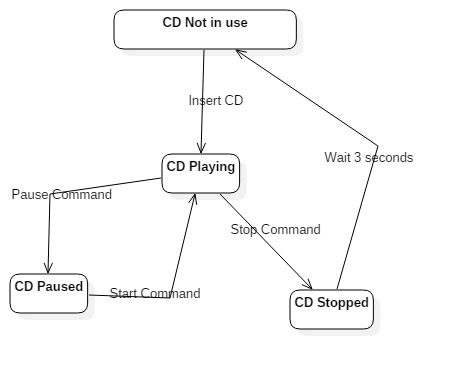 CD Not in use
Insert CD
Wait 3 seconds
CD Playing
Pause Command
Stop Command
CD Paused
Start Command
CD Stopped